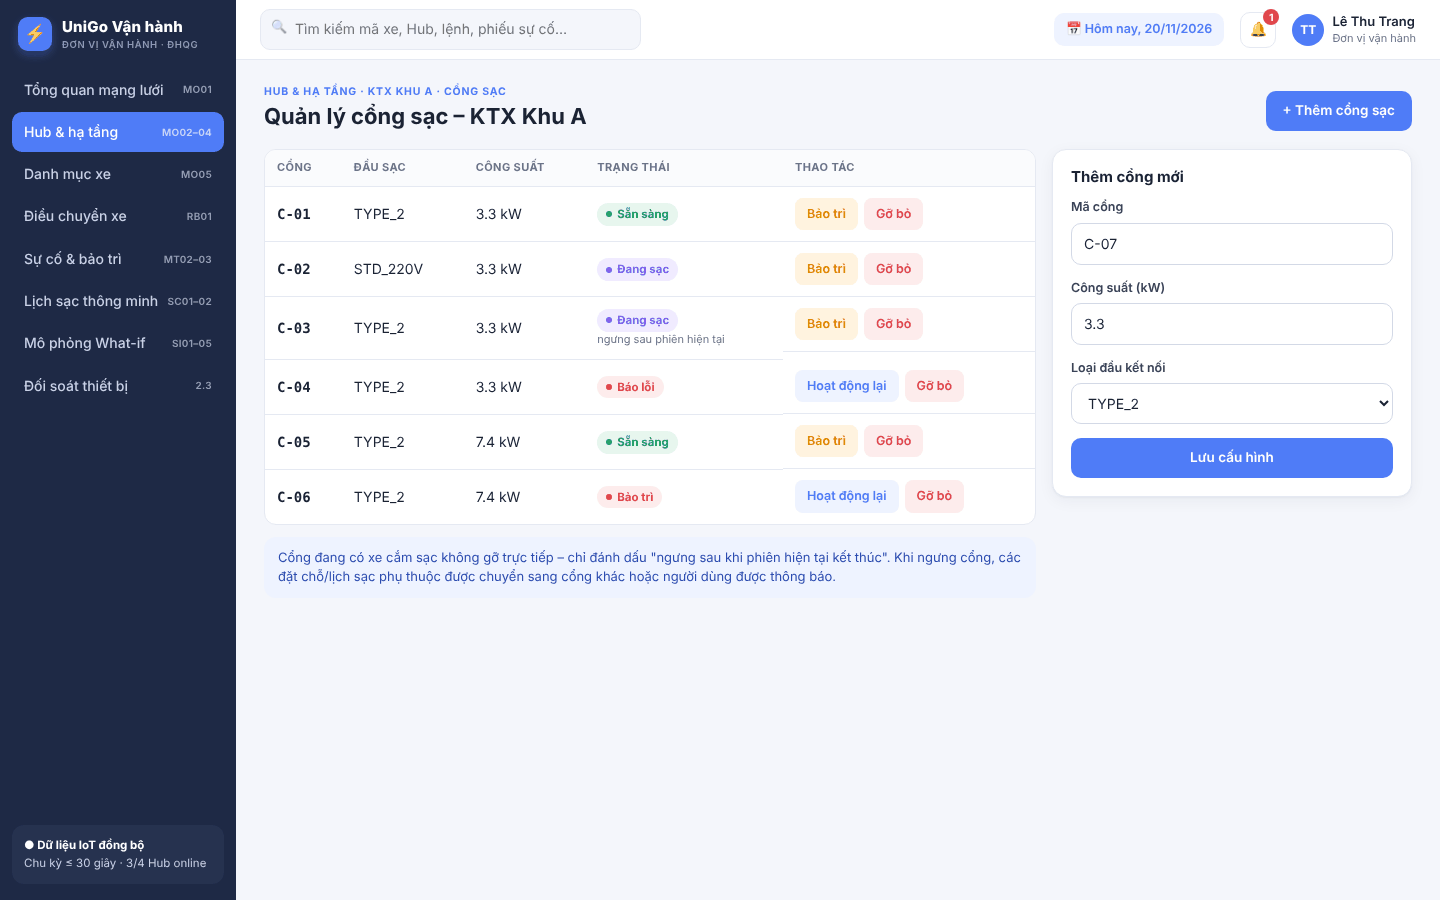 ⚡ UniGo Vận hành
ĐƠN VỊ VẬN HÀNH · ĐHQG
Tổng quan mạng lưới MO01
Hub & hạ tầng MO02–04
Danh mục xe MO05
Điều chuyển xe RB01
Sự cố & bảo trì MT02–03
Lịch sạc thông minh SC01–02
Mô phỏng What-if SI01–05
Đối soát thiết bị 2.3
● Dữ liệu IoT đồng bộ
Chu kỳ ≤ 30 giây · 3/4 Hub online
🔍 Tìm kiếm mã xe, Hub, lệnh, phiếu sự cố...
📅 Hôm nay, 20/11/2026
🔔 1
TT
Lê Thu Trang
Đơn vị vận hành
HUB & HẠ TẦNG · KTX KHU A · CỔNG SẠC
Quản lý cổng sạc – KTX Khu A
+ Thêm cổng sạc
CỔNG ĐẦU SẠC CÔNG SUẤT TRẠNG THÁI THAO TÁC
C-01 TYPE_2 3.3 kW Sẵn sàng Bảo trì Gỡ bỏ
C-02 STD_220V 3.3 kW Đang sạc Bảo trì Gỡ bỏ
C-03 TYPE_2 3.3 kW Đang sạc Bảo trì Gỡ bỏ
ngưng sau phiên hiện tại
C-04 TYPE_2 3.3 kW Báo lỗi Hoạt động lại Gỡ bỏ
C-05 TYPE_2 7.4 kW Sẵn sàng Bảo trì Gỡ bỏ
C-06 TYPE_2 7.4 kW Bảo trì Hoạt động lại Gỡ bỏ
Cổng đang có xe cắm sạc không gỡ trực tiếp – chỉ đánh dấu "ngưng sau khi phiên hiện tại kết thúc". Khi ngưng cổng, các
đặt chỗ/lịch sạc phụ thuộc được chuyển sang cổng khác hoặc người dùng được thông báo.
Thêm cổng mới
Mã cổng
C-07
Công suất (kW)
3.3
Loại đầu kết nối
TYPE_2
Lưu cấu hình